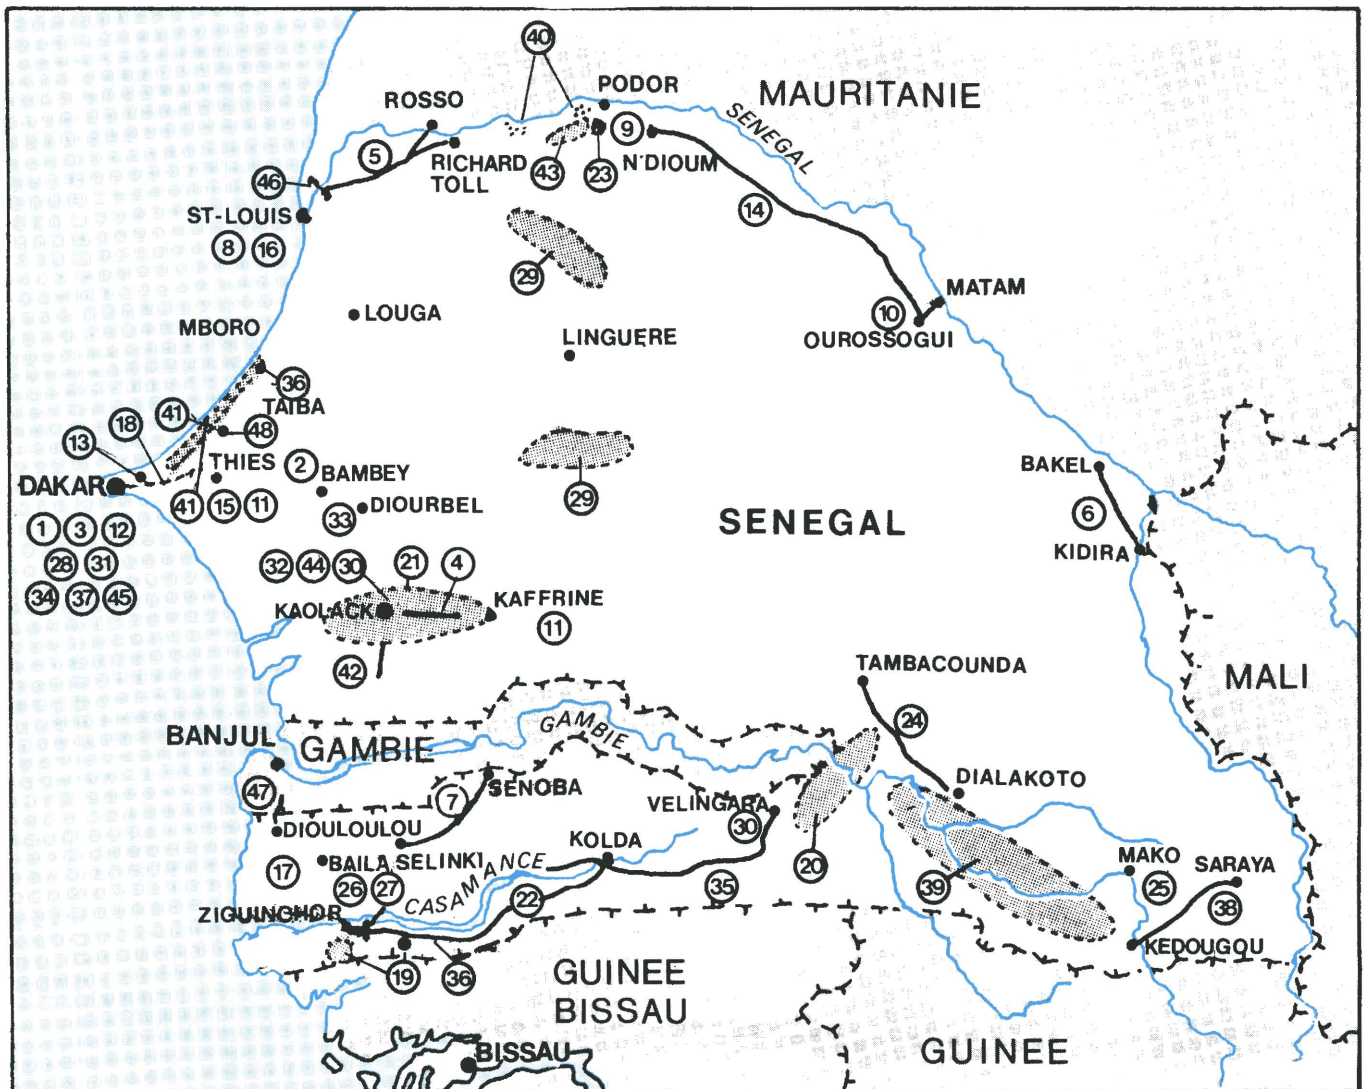 40
PODOR
MAURITANIE
ROSSO
SENEGAL
5
RICHARD
TOLL
9
N'DIOUM
43
23
46
14
ST-LOUIS
8 16
29
MATAM
LOUGA
10
OUROSSOGUI
MBORO
LINGUERE
36
TAIBA
41
18
48
13
THIES
2
BAMBEY
BAKEL
DAKAR
41 15 11
33
DIOURBEL
29
SENEGAL
6
KIDIRA
1 3 12
28 31
34 37 45
32 44 30 21 4
KAOLACK
KAFFRINE
11
42
TAMBACOUNDA
MALI
24
BANJUL
GAMBIE
GAMBIE
DIALAKOTO
47
7
SENOBA
VELINGARA
30
DIOULOULOU
KOLDA
BAILA
SELINKI
17
26 27
CASAMANCE
20
39
MAKO
25
SARAYA
38
22
35
ZIGUINCHOR
KEDOUGOU
19
36
GUINEE
BISSAU
GUINEE
BISSAU